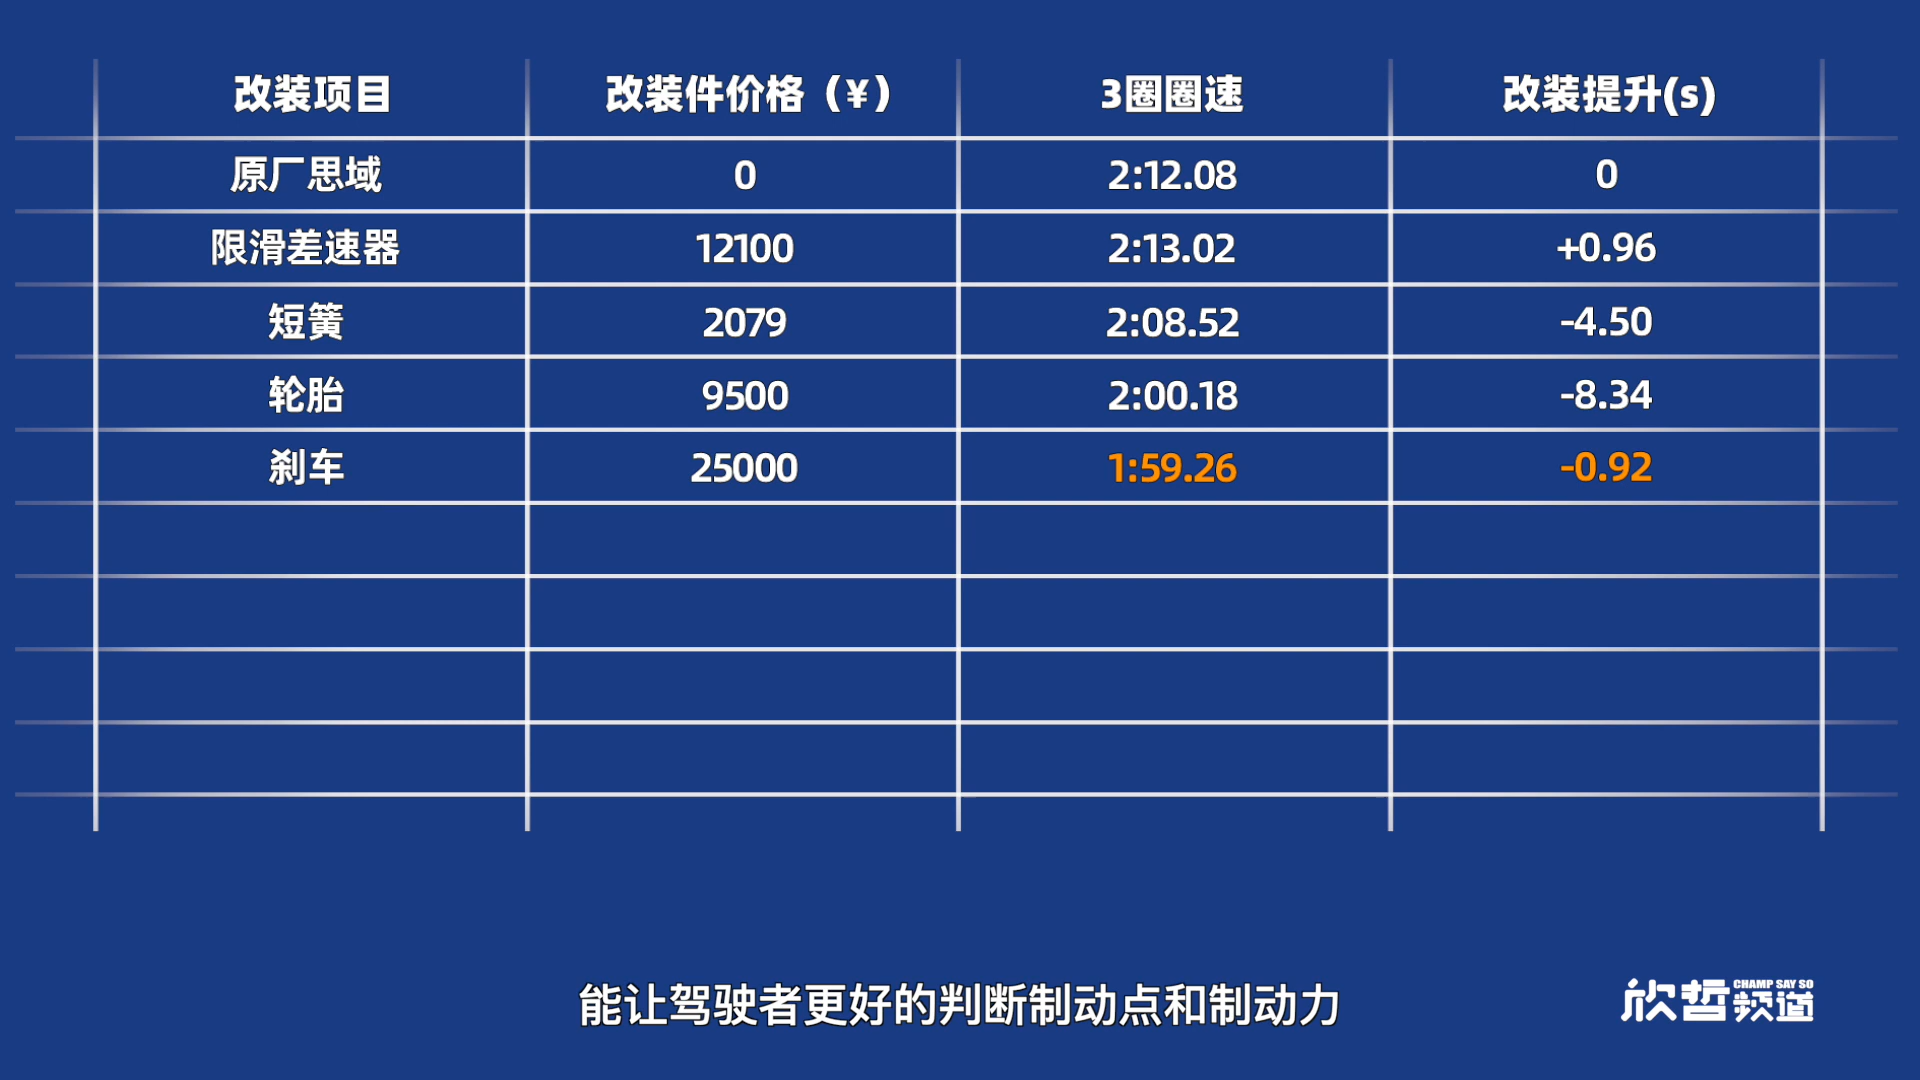 改装项目 改装件价格（¥） 3圈圈速 改装提升(s)
原厂思域 0 2:12.08 0
限滑差速器 12100 2:13.02 +0.96
短簧 2079 2:08.52 -4.50
轮胎 9500 2:00.18 -8.34
刹车 25000 1:59.26 -0.92
能让驾驶者更好的判断制动点和制动力
欣哲频道 CHAMP SAY SO